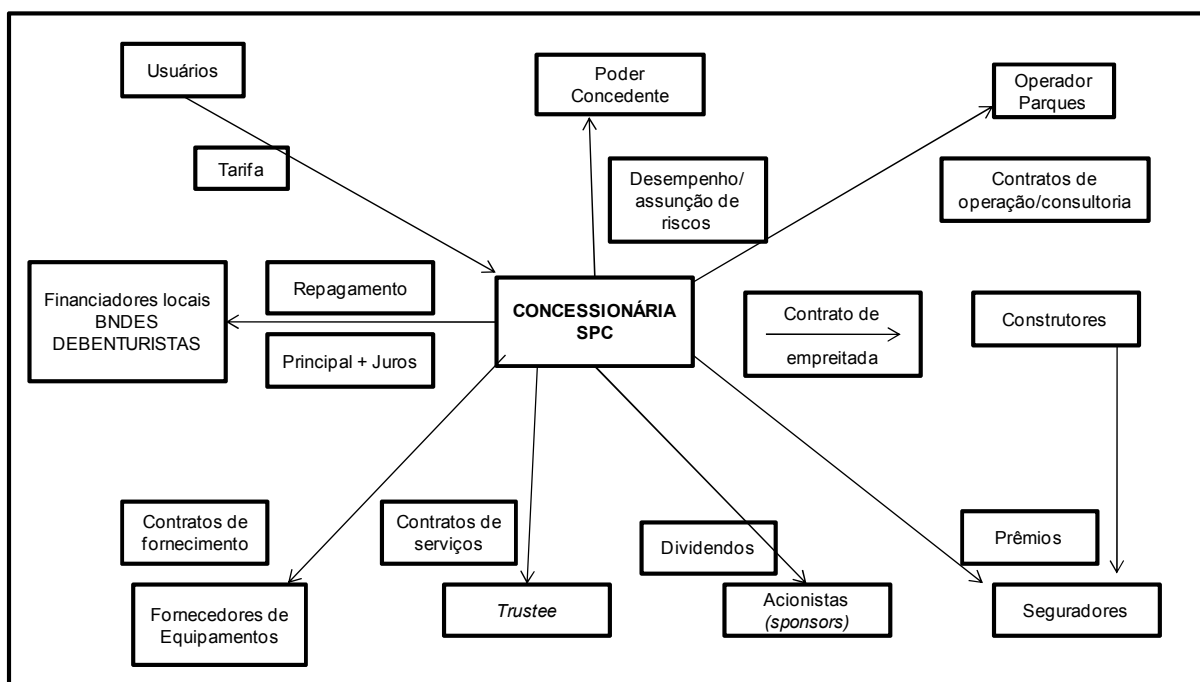 Usuários
Poder
Concedente
Operador
Parques
Tarifa
Desempenho/
assunção de
riscos
Contratos de
operação/consultoria
Financiadores locais
BNDES
DEBENTURISTAS
Repagamento
Principal + Juros
CONCESSIONÁRIA
SPC
Contrato de
empreitada
Construtores
Contratos de
fornecimento
Contratos de
serviços
Dividendos
Prêmios
Fornecedores de
Equipamentos
Trustee
Acionistas
(sponsors)
Seguradores